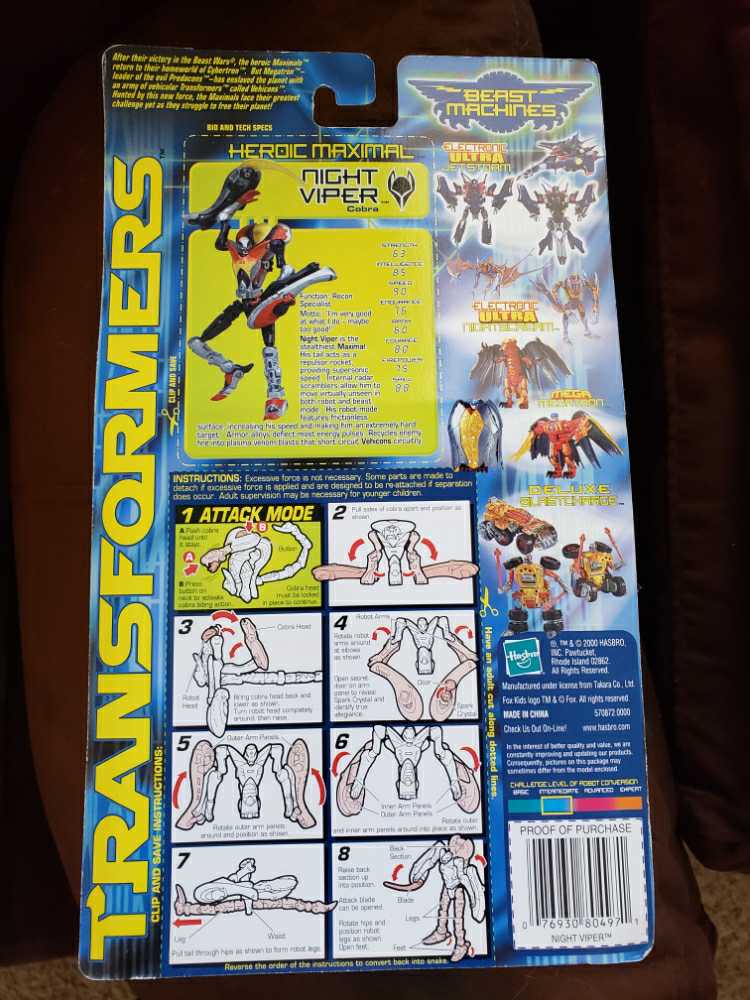 After their victory in the Beast Wars®, the heroic Maximals™
return to their homeworld of Cybertron™. But Megatron™–
leader of the evil Predacons™–has enslaved the planet with
an army of vehicular Transformers™ called Vehicons™.
Hunted by this new force, the Maximals face their greatest
challenge yet as they struggle to free their planet!
TRANSFORMERS™
CLIP AND SAVE INSTRUCTIONS:
CLIP AND SAVE
BIO AND TECH SPECS
HEROIC MAXIMAL™
NIGHT
VIPER™
Cobra
STRENGTH
6.3
INTELLIGENCE
8.5
SPEED
9.0
ENDURANCE
7.5
RANK
6.0
COURAGE
8.0
FIREPOWER
7.5
SKILL
8.8
Function: Recon
Specialist
Motto: "I'm very good
at what I do – maybe
too good!"
Night Viper is the
stealthiest Maximal.
His tail acts as a
repulsor rocket,
providing supersonic
speed. Internal radar
scramblers allow him to
move virtually unseen in
both robot and beast
mode. His robot mode
features frictionless
surface, increasing his speed and making him an extremely hard
target. Armor alloys deflect most energy pulses. Recycles enemy
fire into plasma venom blasts that short circuit Vehicons circuitry.
INSTRUCTIONS: Excessive force is not necessary. Some parts are made to
detach if excessive force is applied and are designed to be re-attached if separation
does occur. Adult supervision may be necessary for younger children.
1 ATTACK MODE
A. Push cobra
head until
it stops.
B
Button
A
B. Press
button on
neck to activate
cobra biting action.
Cobra head
must be locked
in place to continue.
2
Pull sides of cobra apart and position as
shown.
3
Cobra Head
Robot
Head
Bring cobra head back and
lower as shown.
Turn robot head completely
around, then raise.
4
Robot Arms
Rotate robot
arms around
at elbows
as shown.
Open secret
door on arm
panel to reveal
Spark Crystal
and identify true
allegiance.
Door
Spark
Crystal
5
Outer Arm Panels
Rotate outer arm panels
around and position as shown.
6
Inner Arm Panels
Outer Arm Panels
Rotate outer
and inner arm panels around into place as shown.
7
Leg
Waist
Pull tail through hips as shown to form robot legs.
8
Back
Section
Raise back
section up
into position.
Blade
Attack blade
can be opened.
Legs
Rotate hips and
position robot
legs as shown.
Open feet.
Feet
Reverse the order of the instructions to convert back into snake.
Have an adult cut along dotted lines.
BEAST
MACHINES™
ELECTRONIC
ULTRA
JETSTORM
ELECTRONIC
ULTRA
NIGHTSCREAM™
MEGA
MEGATRON™
DELUXE
BLASTCHARGE™
Hasbro
®, ™ & © 2000 HASBRO,
INC. Pawtucket,
Rhode Island 02862.
All Rights Reserved.
Manufactured under license from Takara Co., Ltd.
Fox Kids logo TM & © Fox. All rights reserved.
MADE IN CHINA
570872.0000
Check Us Out On-Line!
www.hasbro.com
In the interest of better quality and value, we are
constantly improving and updating our products.
Consequently, pictures on this package may
sometimes differ from the model enclosed.
CHALLENGE LEVEL OF ROBOT CONVERSION
BASIC INTERMEDIATE ADVANCED EXPERT
PROOF OF PURCHASE
0 76930 80497 1
NIGHT VIPER™